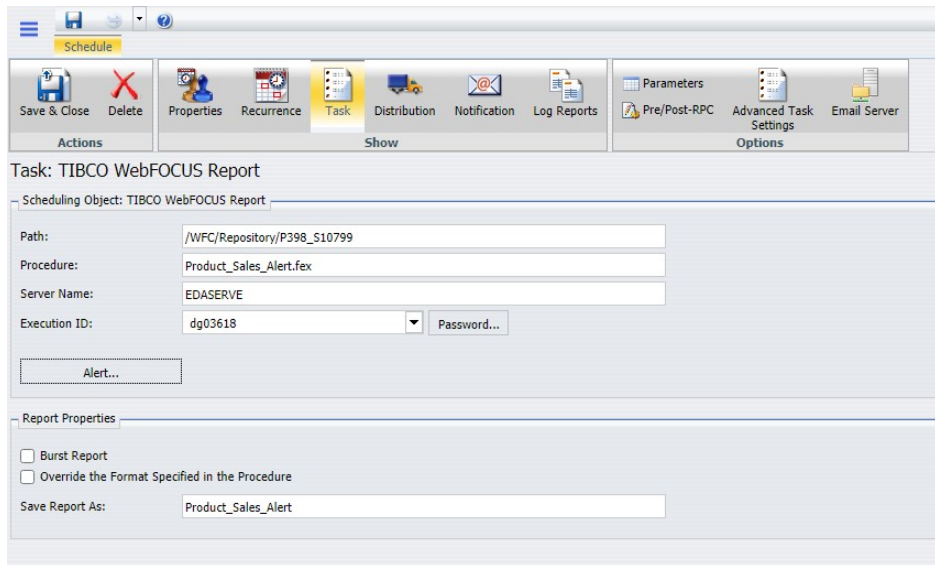 Schedule
Save & Close Delete Properties Recurrence Task Distribution Notification Log Reports Parameters Pre/Post-RPC Advanced Task Settings Email Server
Actions Show Options
Task: TIBCO WebFOCUS Report
Scheduling Object: TIBCO WebFOCUS Report
Path: /WFC/Repository/P398_S10799
Procedure: Product_Sales_Alert.fex
Server Name: EDASERVE
Execution ID: dg03618 Password...
Alert...
Report Properties
Burst Report
Override the Format Specified in the Procedure
Save Report As: Product_Sales_Alert